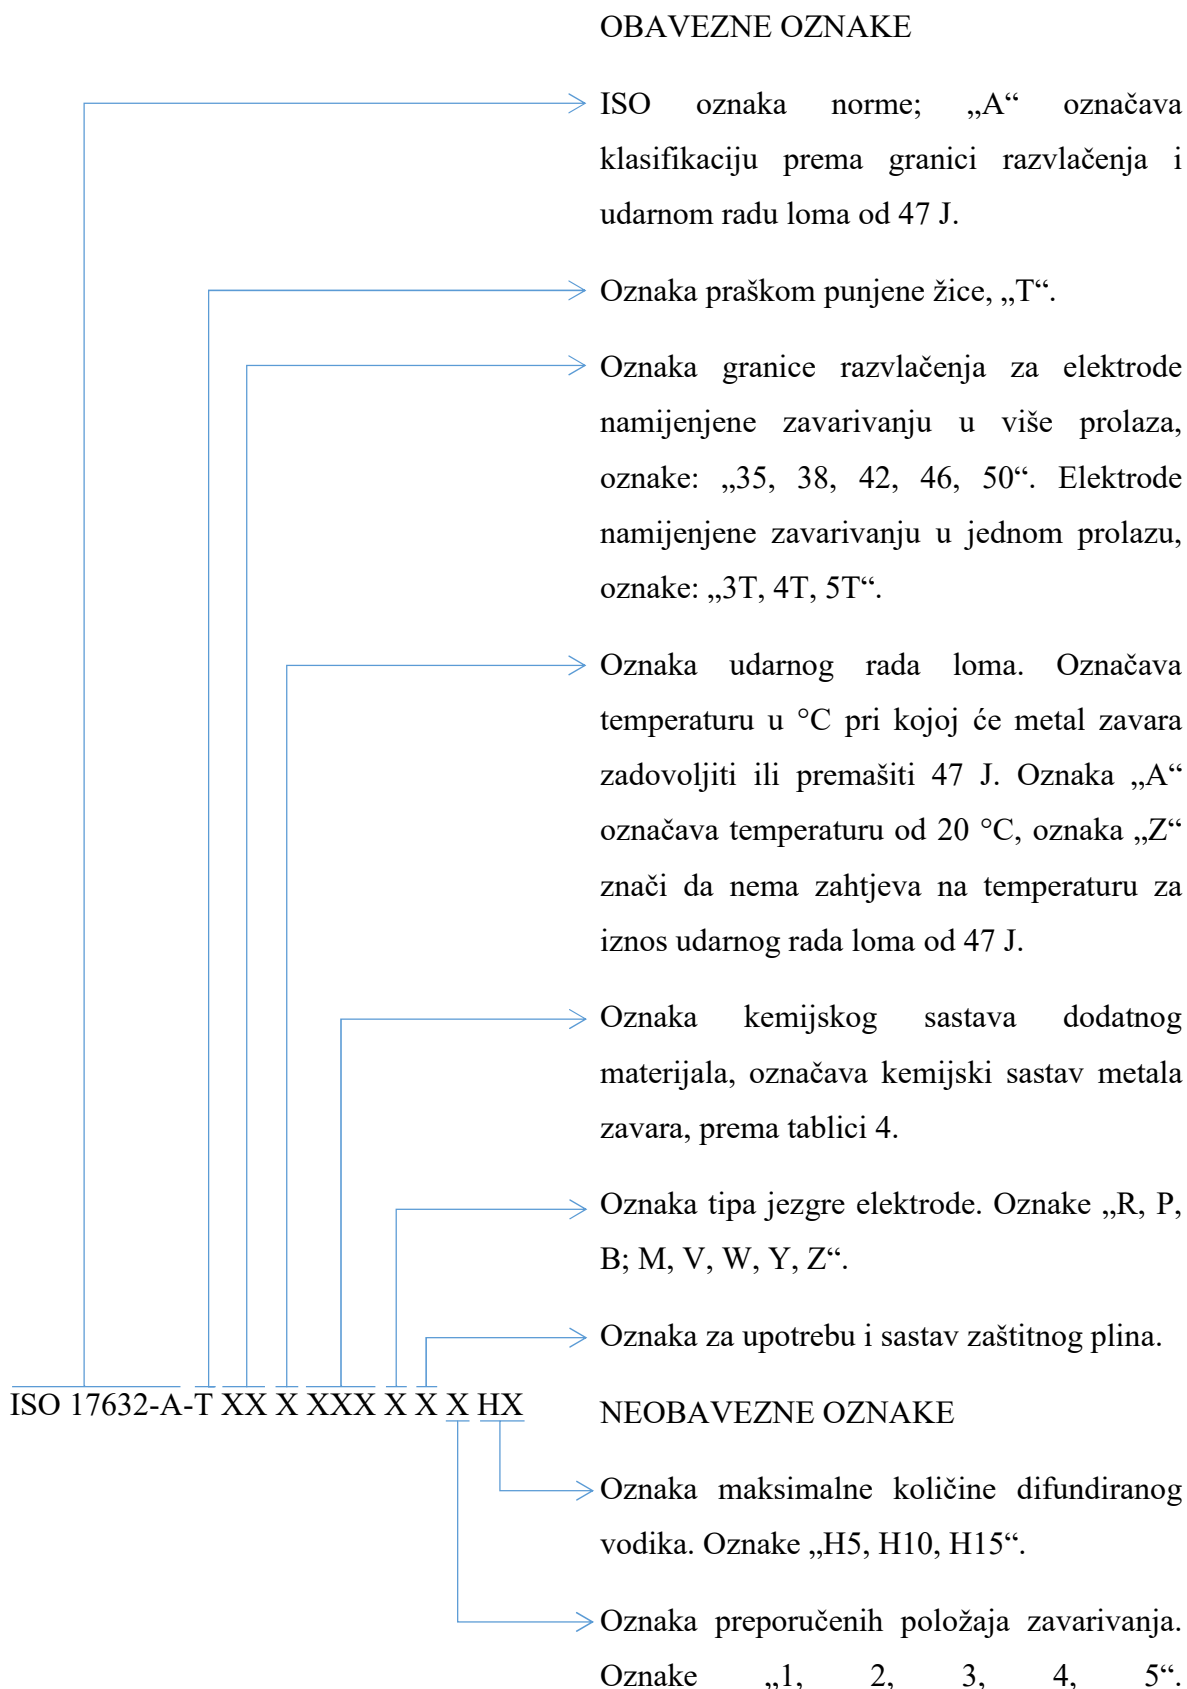 OBAVEZNE OZNAKE
ISO oznaka norme; „A“ označava
klasifikaciju prema granici razvlačenja i
udarnom radu loma od 47 J.
Oznaka praškom punjene žice, „T“.
Oznaka granice razvlačenja za elektrode
namijenjene zavarivanju u više prolaza,
oznake: „35, 38, 42, 46, 50“. Elektrode
namijenjene zavarivanju u jednom prolazu,
oznake: „3T, 4T, 5T“.
Oznaka udarnog rada loma. Označava
temperaturu u °C pri kojoj će metal zavara
zadovoljiti ili premašiti 47 J. Oznaka „A“
označava temperaturu od 20 °C, oznaka „Z“
znači da nema zahtjeva na temperaturu za
iznos udarnog rada loma od 47 J.
Oznaka kemijskog sastava dodatnog
materijala, označava kemijski sastav metala
zavara, prema tablici 4.
Oznaka tipa jezgre elektrode. Oznake „R, P,
B; M, V, W, Y, Z“.
Oznaka za upotrebu i sastav zaštitnog plina.
ISO 17632-A-T XX X XXX X X X HX
NEOBAVEZNE OZNAKE
Oznaka maksimalne količine difundiranog
vodika. Oznake „H5, H10, H15“.
Oznaka preporučenih položaja zavarivanja.
Oznake „1, 2, 3, 4, 5“.